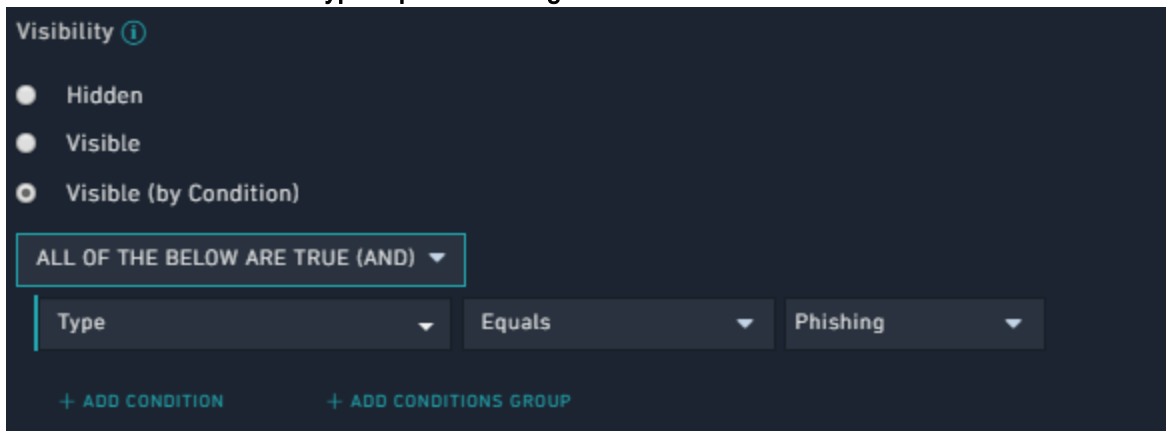 Visibility
Hidden
Visible
Visible (by Condition)
ALL OF THE BELOW ARE TRUE (AND)
Type Equals Phishing
+ ADD CONDITION + ADD CONDITIONS GROUP